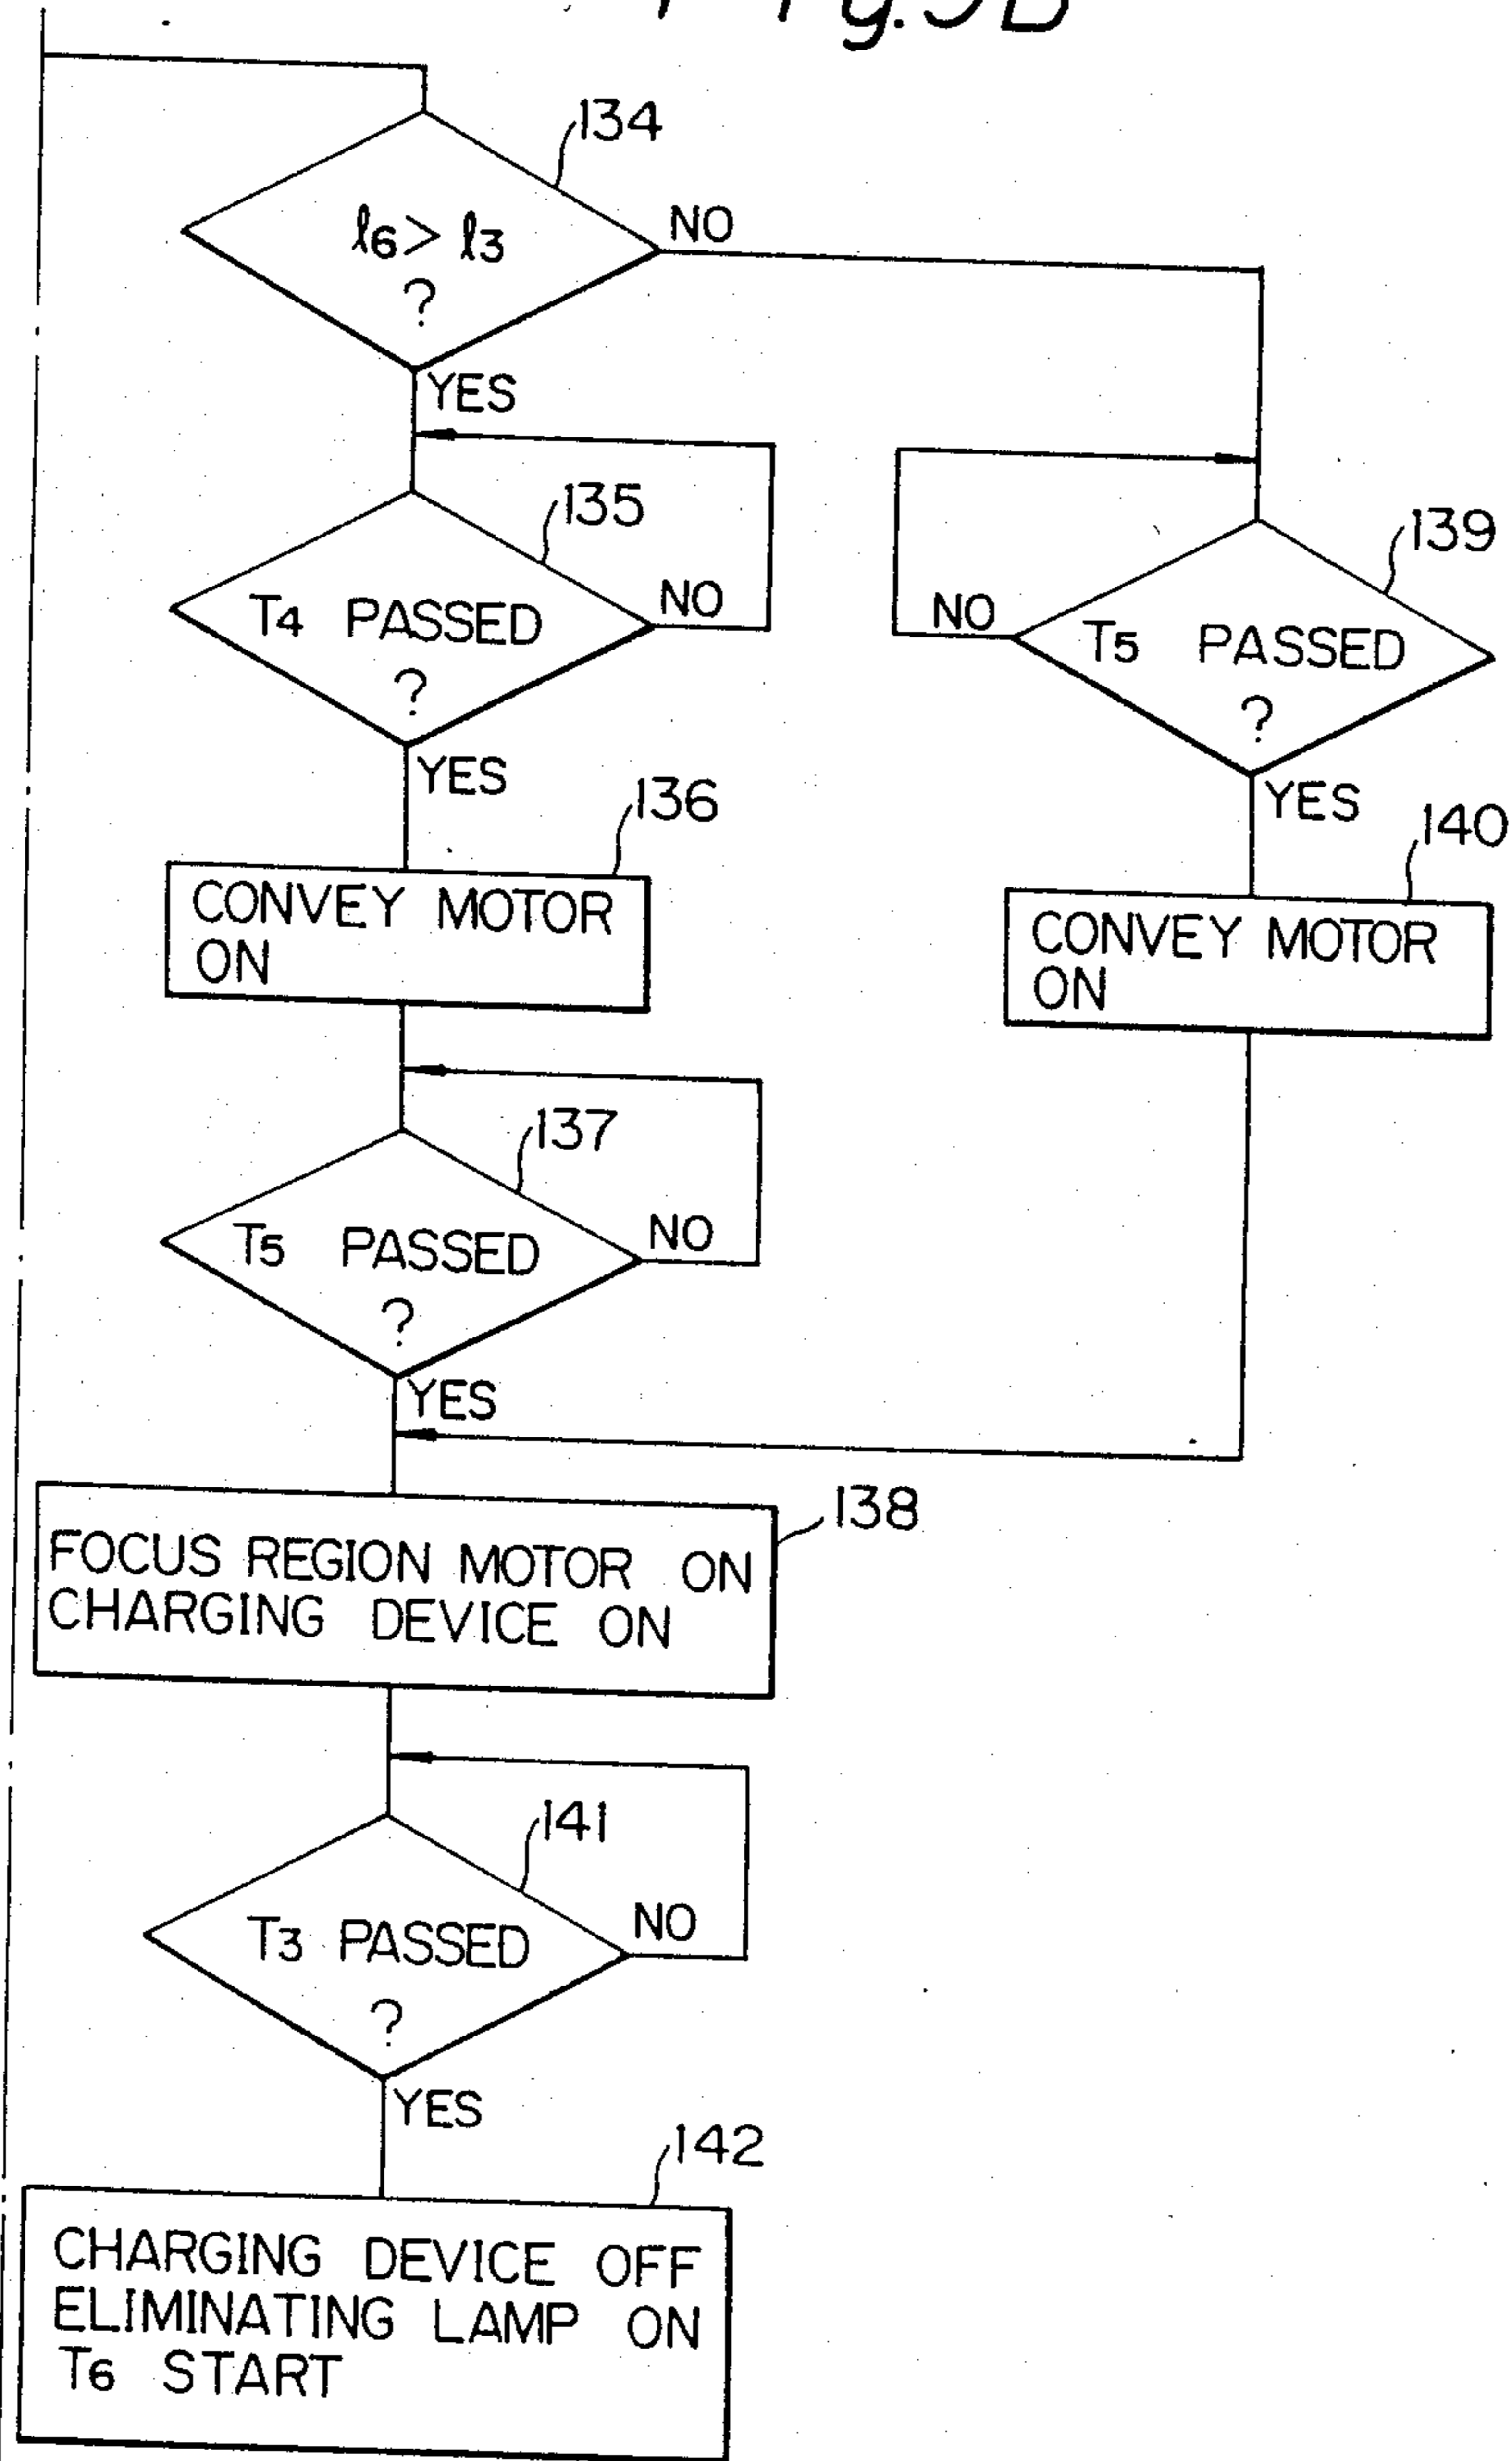 Fig. 9B
134
l6 > l3
?
NO
YES
135
T4 PASSED
?
NO
YES
139
T5 PASSED
?
NO
YES
136
CONVEY MOTOR
ON
140
CONVEY MOTOR
ON
137
T5 PASSED
?
NO
YES
138
FOCUS REGION MOTOR ON
CHARGING DEVICE ON
141
T3 PASSED
?
NO
YES
142
CHARGING DEVICE OFF
ELIMINATING LAMP ON
T6 START